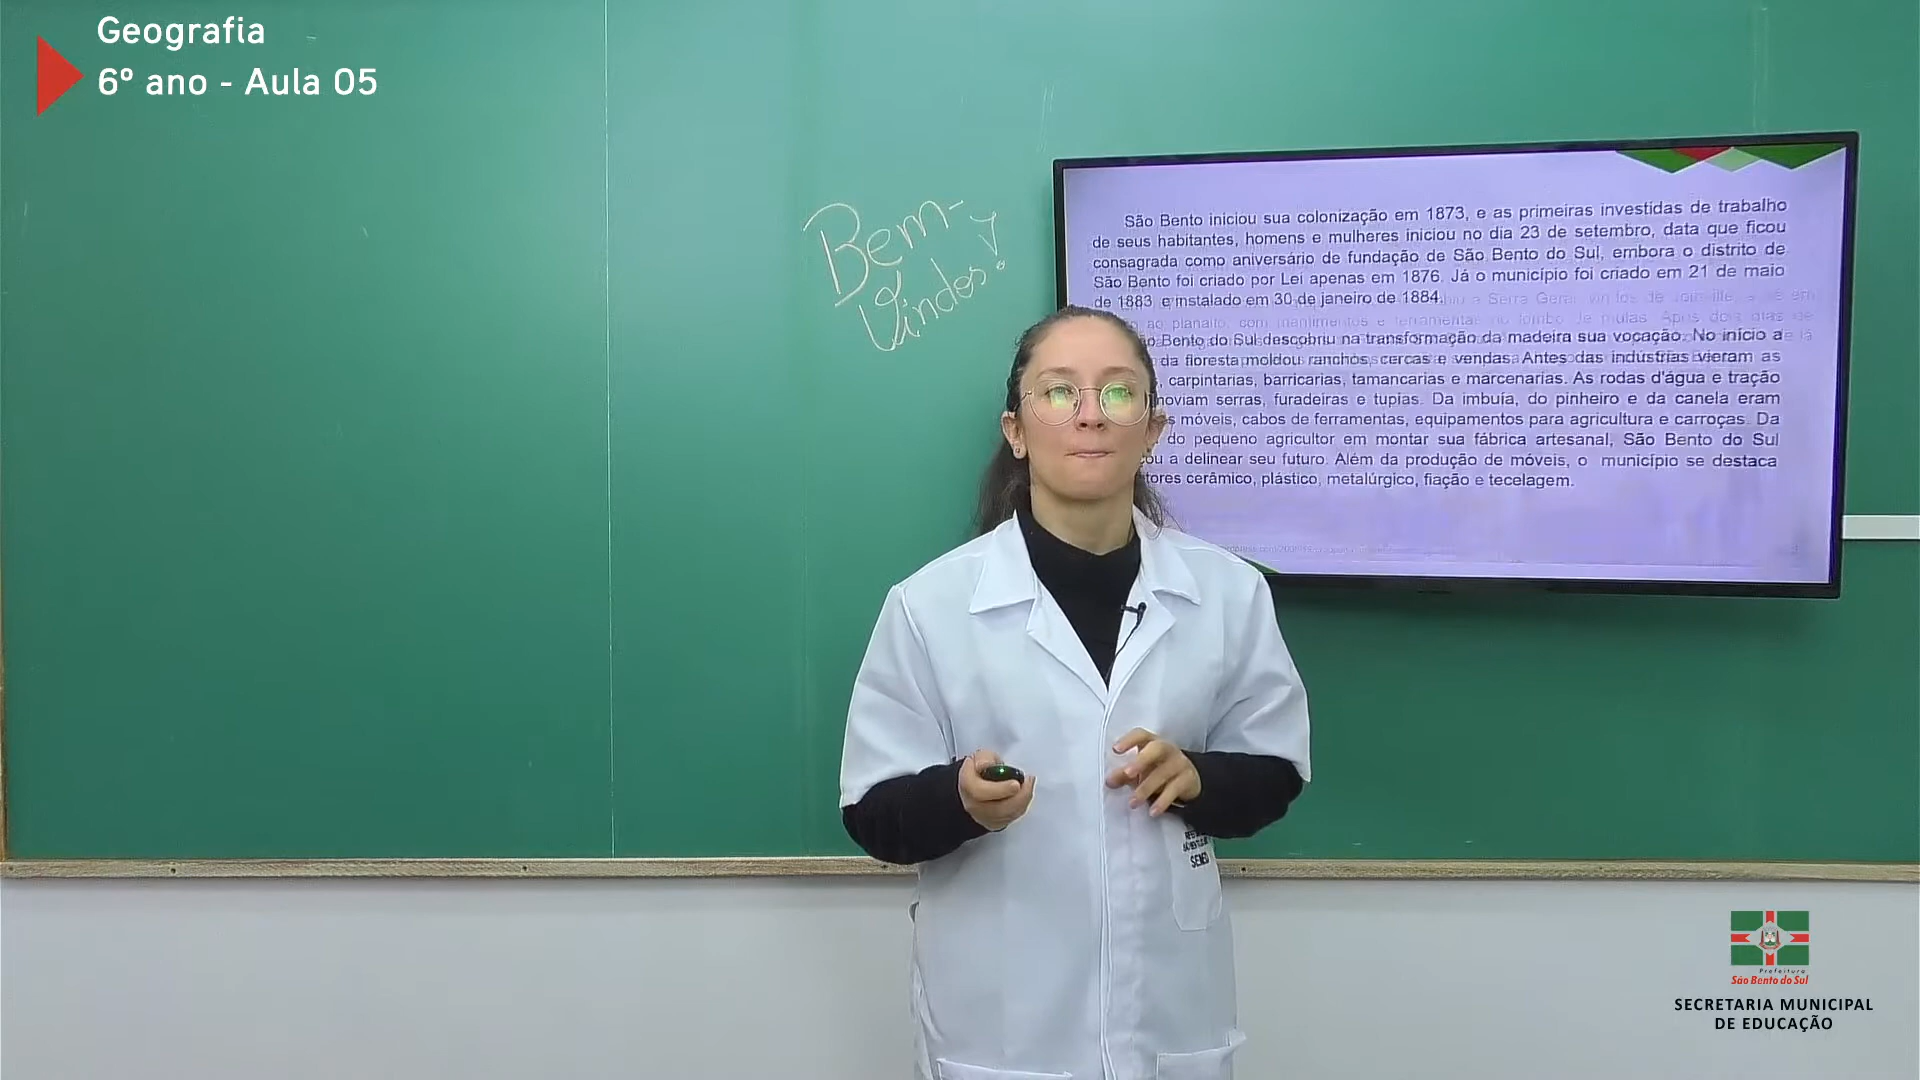 Geografia
6º ano - Aula 05
Bem-
Vindos!
São Bento iniciou sua colonização em 1873, e as primeiras investidas de trabalho
de seus habitantes, homens e mulheres iniciou no dia 23 de setembro, data que ficou
consagrada como aniversário de fundação de São Bento do Sul, embora o distrito de
São Bento foi criado por Lei apenas em 1876. Já o município foi criado em 21 de maio
de 1883 e instalado em 30 de janeiro de 1884.
Bento do Sul descobriu na transformação da madeira sua vocação. No início a
da floresta moldou ranchos, cercas e vendas. Antes das indústrias vieram as
carpintarias, barricarias, tamancarias e marcenarias. As rodas d'água e tração
moviam serras, furadeiras e tupias. Da imbuía, do pinheiro e da canela eram
móveis, cabos de ferramentas, equipamentos para agricultura e carroças. Da
do pequeno agricultor em montar sua fábrica artesanal, São Bento do Sul
a delinear seu futuro. Além da produção de móveis, o município se destaca
cerâmico, plástico, metalúrgico, fiação e tecelagem.
SEMED
Prefeitura
São Bento do Sul
SECRETARIA MUNICIPAL
DE EDUCAÇÃO